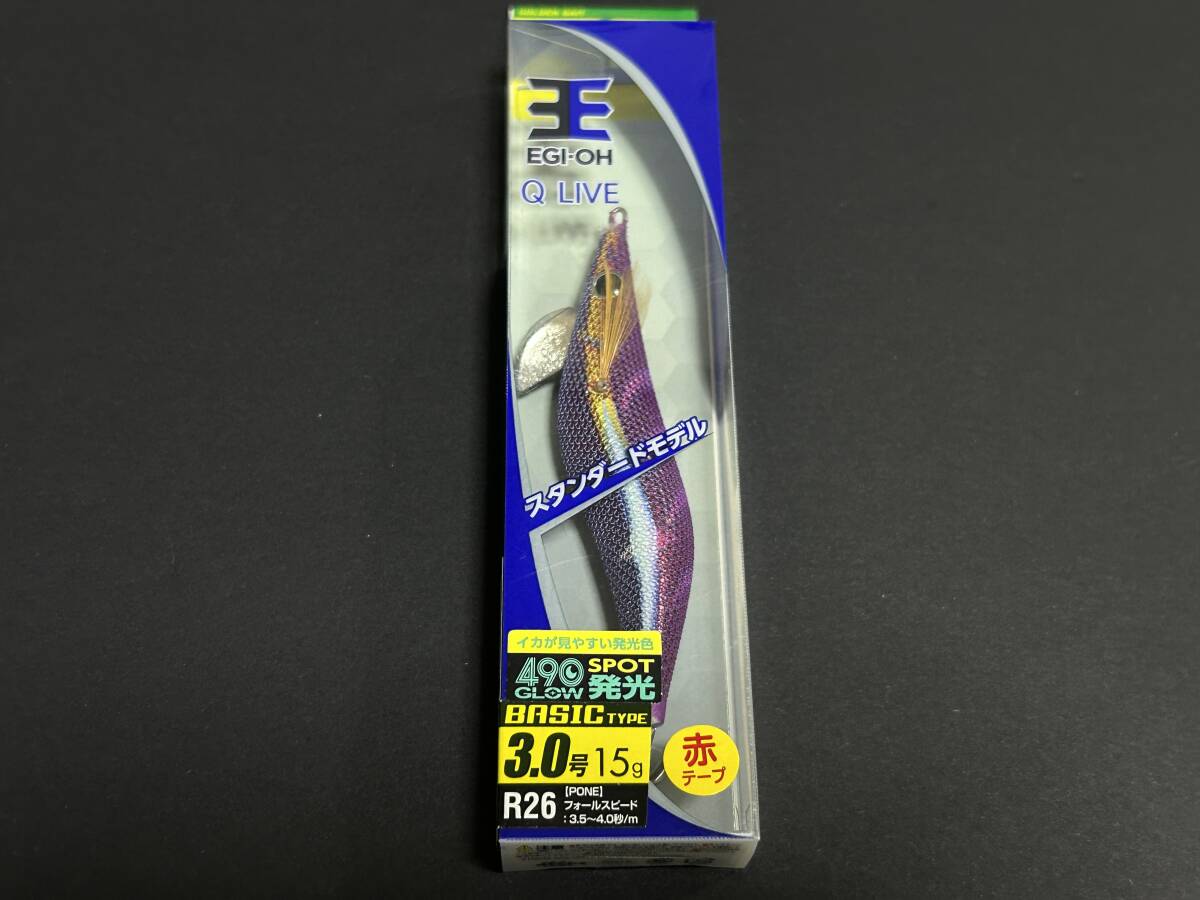 EGI-OH
Q LIVE
スタンダードモデル
イカが見やすい発光色
490 SPOT
GLOW 発光
BASIC TYPE
3.0号 15g
赤
テープ
R26
【PONE】
フォールスピード
:3.5〜4.0秒/m